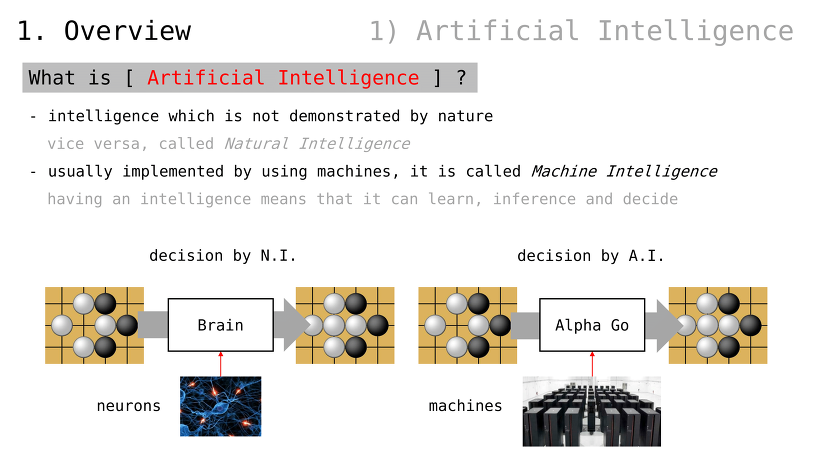 1. Overview
1) Artificial Intelligence
What is [ Artificial Intelligence ] ?
- intelligence which is not demonstrated by nature
vice versa, called Natural Intelligence
- usually implemented by using machines, it is called Machine Intelligence
having an intelligence means that it can learn, inference and decide
decision by N.I.
decision by A.I.
Brain
Alpha Go
neurons
machines